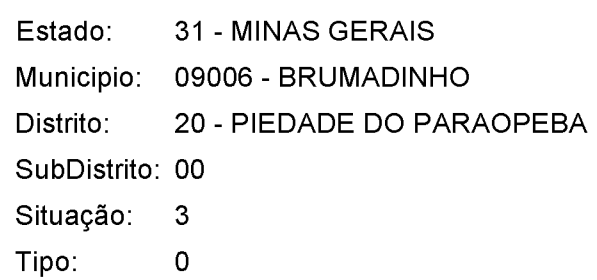 Estado: 31 - MINAS GERAIS
Municipio: 09006 - BRUMADINHO
Distrito: 20 - PIEDADE DO PARAOPEBA
SubDistrito: 00
Situação: 3
Tipo: 0